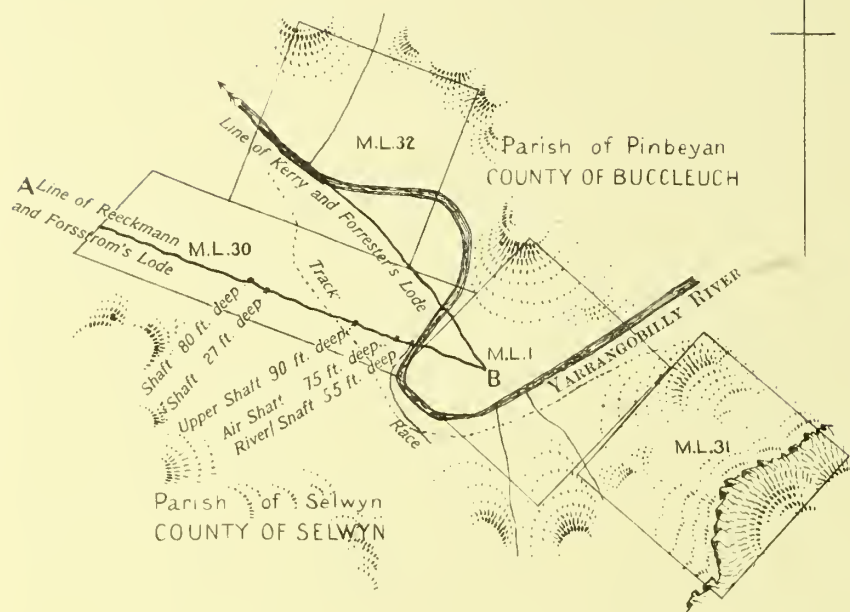 M.L.32
Line of Kerry and Forrester's Lode
Parish of Pinbeyan
COUNTY OF BUCCLEUCH
A
Line of Reeckmann
and Forsstrom's Lode
M.L.30
Track
Shaft 80 ft. deep
Shaft 27 ft. deep
Upper Shaft 90 ft. deep
Air Shaft 75 ft. deep
River Shaft 55 ft. deep
M.L.1
B
YARRANGOBILLY RIVER
Race
M.L.31
Parish of Selwyn
COUNTY OF SELWYN